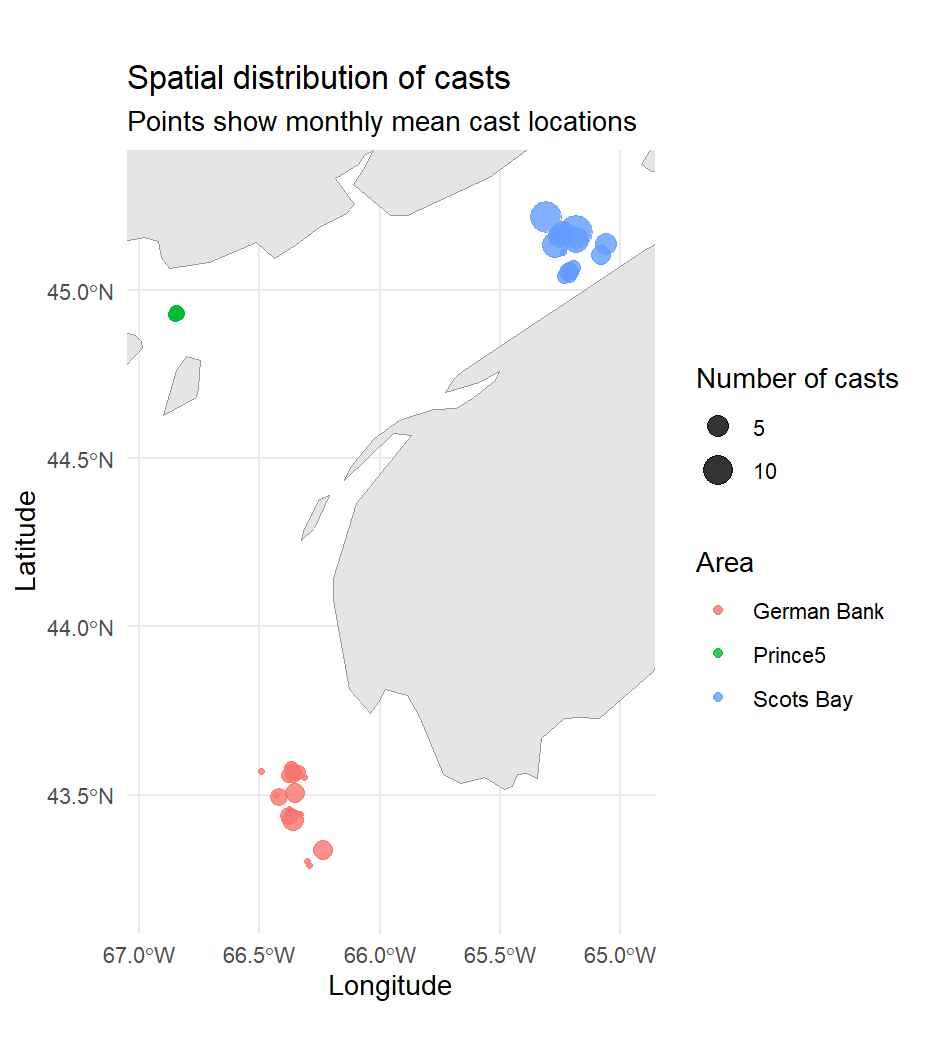 Spatial distribution of casts
Points show monthly mean cast locations
45.0°N
44.5°N
44.0°N
43.5°N
Latitude
67.0°W 66.5°W 66.0°W 65.5°W 65.0°W
Longitude
Number of casts
5
10
Area
German Bank
Prince5
Scots Bay